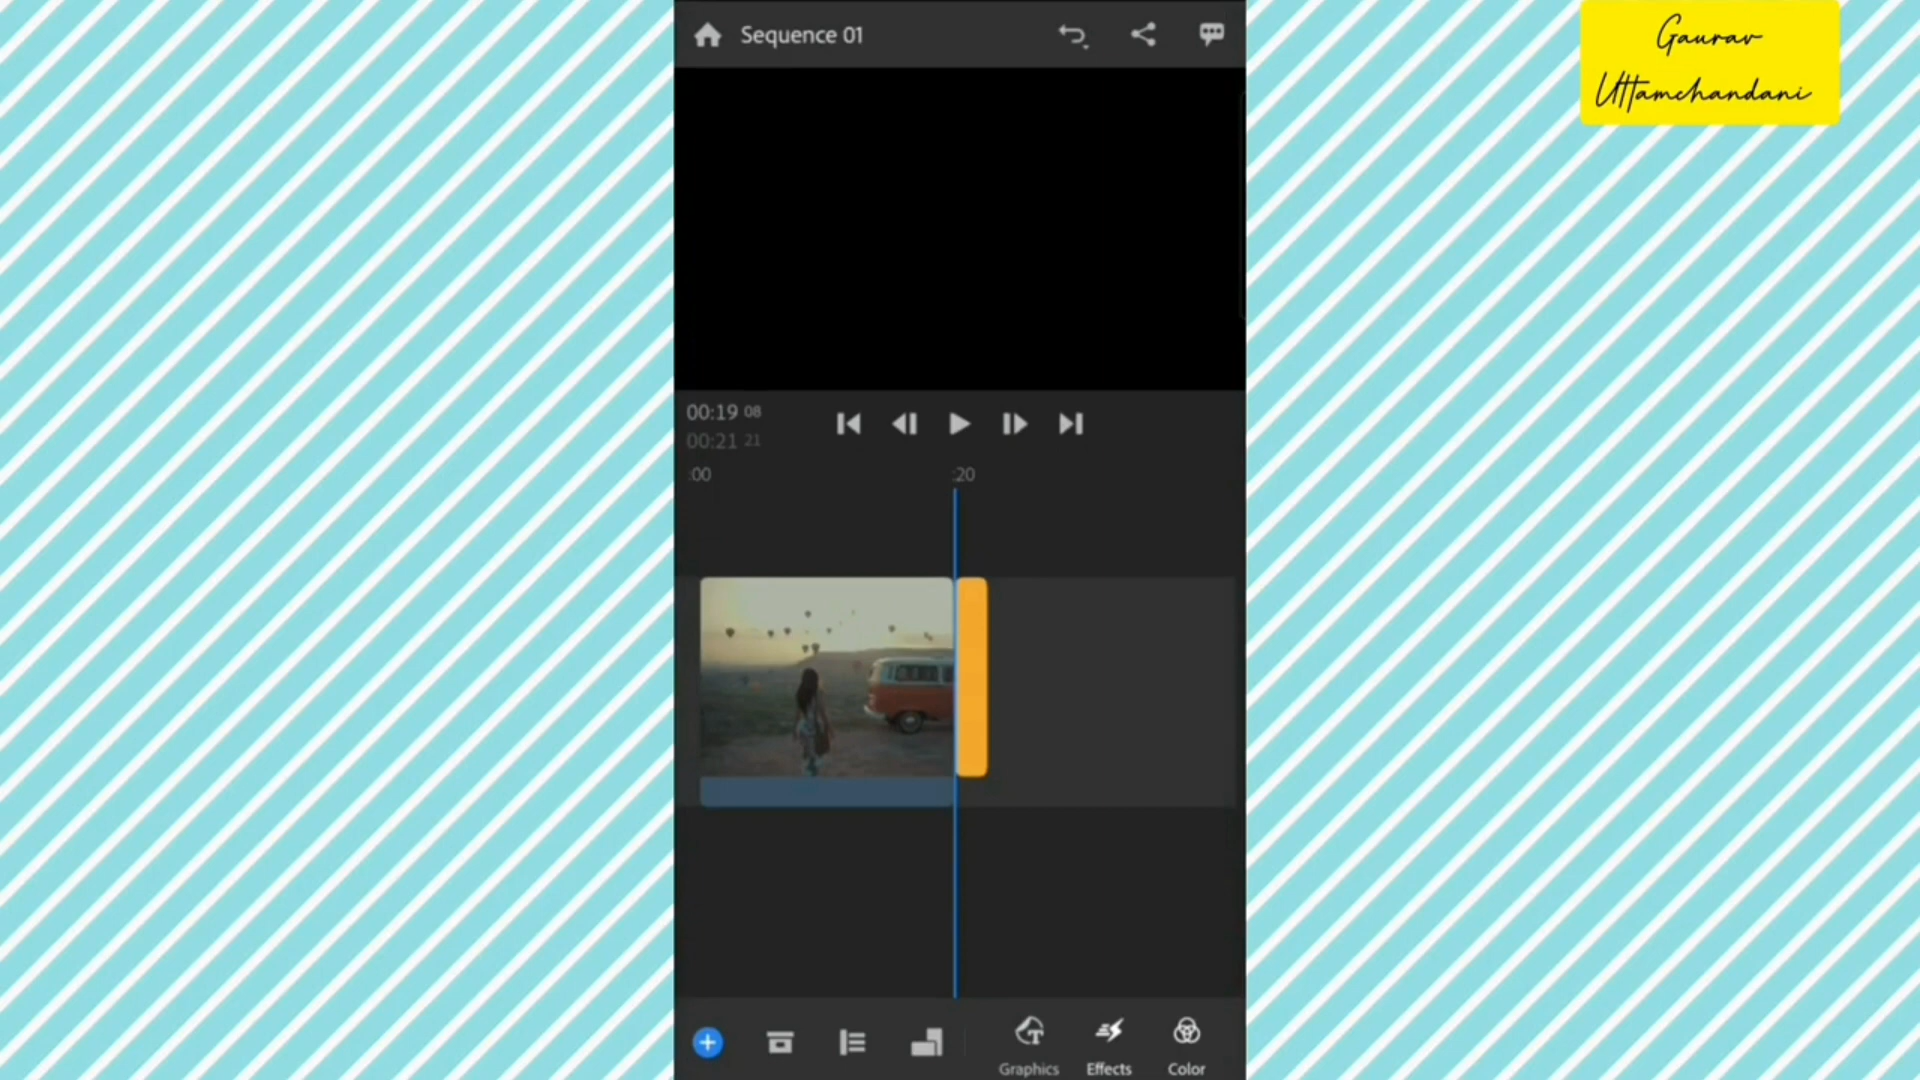 Sequence 01
Gaurav
Uttamchandani
00:19 08
00:21 21
:00
:20
Graphics
Effects
Color